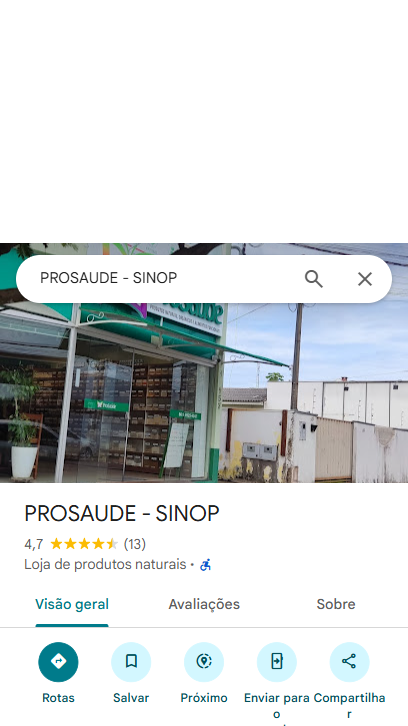 PROSAUDE - SINOP
PROSAUDE - SINOP
4,7 (13)
Loja de produtos naturais ·
Visão geral
Avaliações
Sobre
Rotas
Salvar
Próximo
Enviar para o
Compartilhar